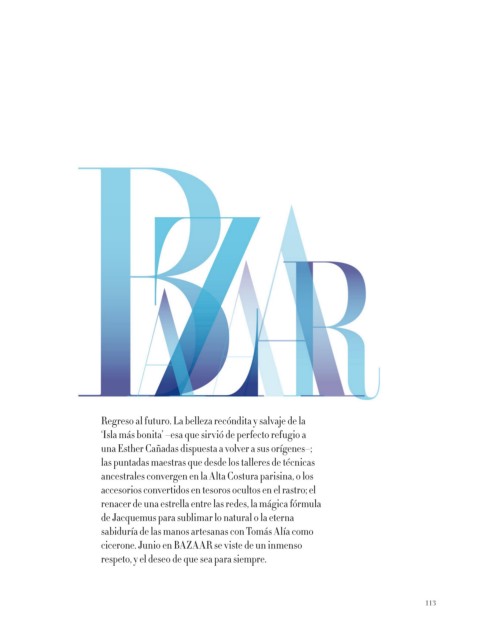 BAZAAR
Regreso al futuro. La belleza recóndita y salvaje de la
'Isla más bonita' –esa que sirvió de perfecto refugio a
una Esther Cañadas dispuesta a volver a sus orígenes–;
las puntadas maestras que desde los talleres de técnicas
ancestrales convergen en la Alta Costura parisina, o los
accesorios convertidos en tesoros ocultos en el rastro; el
renacer de una estrella entre las redes, la mágica fórmula
de Jacquemus para sublimar lo natural o la eterna
sabiduría de las manos artesanas con Tomás Alía como
cicerone. Junio en BAZAAR se viste de un inmenso
respeto, y el deseo de que sea para siempre.
113